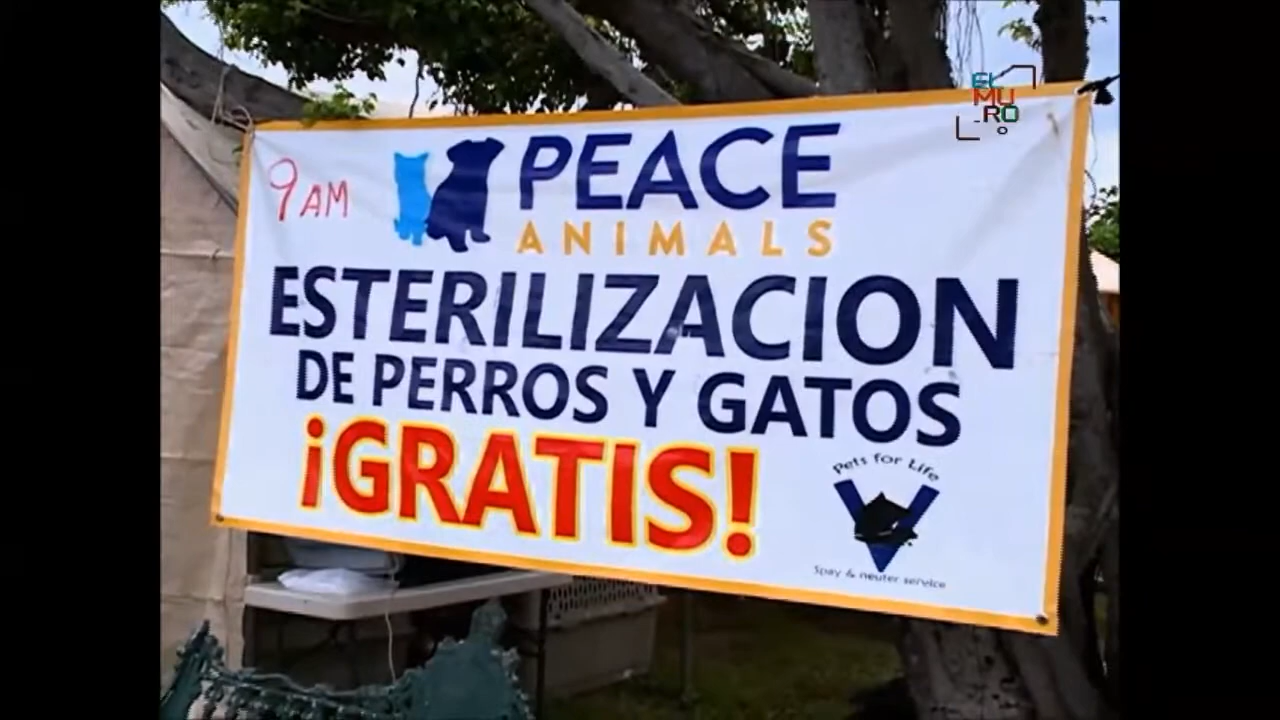 EL
MU
RO
9 AM
PEACE
ANIMALS
ESTERILIZACION
DE PERROS Y GATOS
¡GRATIS!
Pets for Life
Spay & neuter service